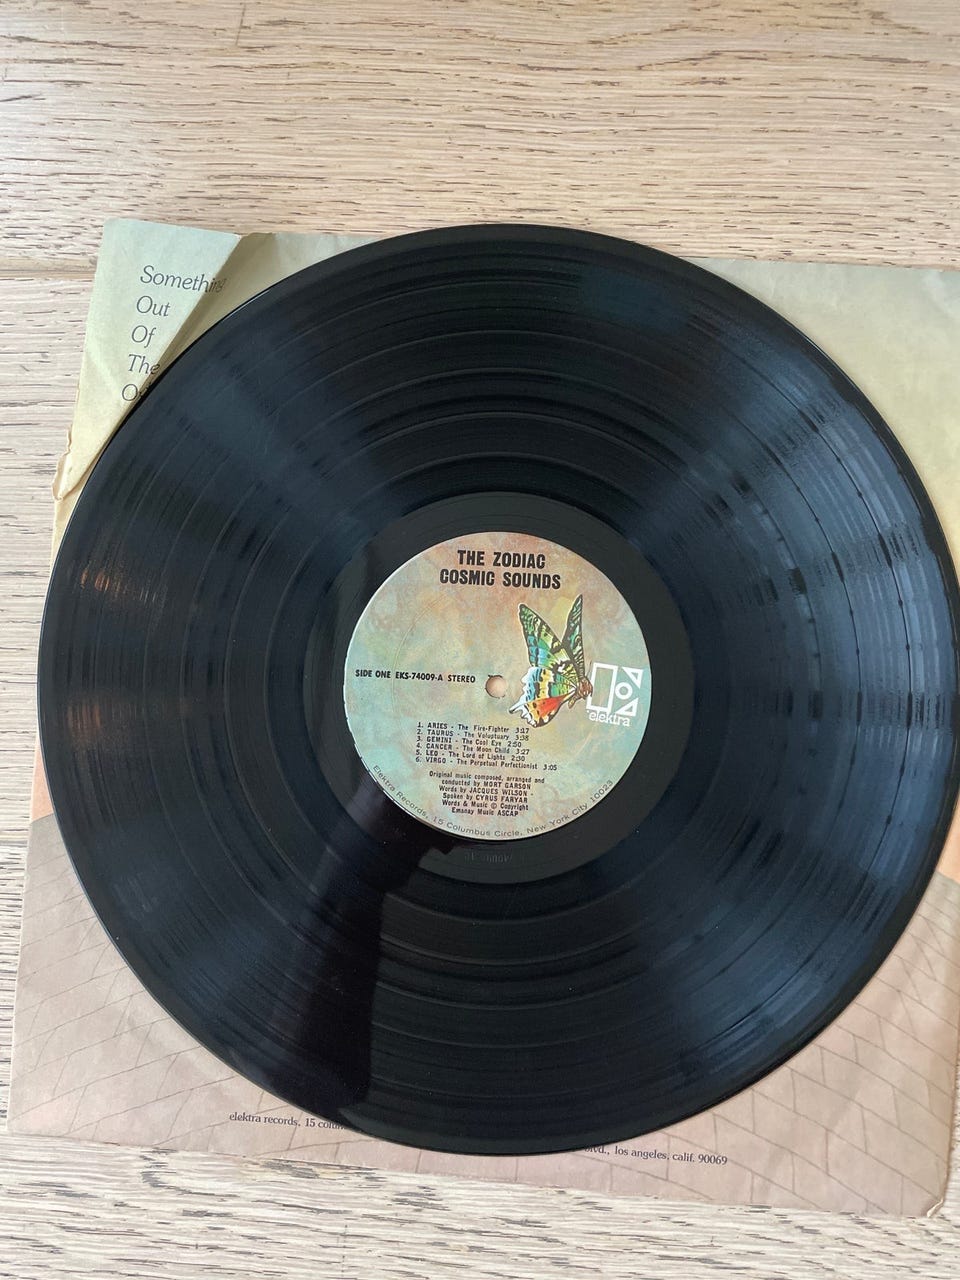 Something
Out
Of
The
THE ZODIAC
COSMIC SOUNDS
SIDE ONE EKS-74009-A STEREO
elektra
1. ARIES - The Fire-Fighter 3:17
2. TAURUS - The Voluptuary 3:38
3. GEMINI - The Cool Eye 2:50
4. CANCER - The Moon Child 3:27
5. LEO - The Lord of Lights 2:30
6. VIRGO - The Perpetual Perfectionist 3:05
Original music composed, arranged and
conducted by MORT GARSON
Words by JACQUES WILSON -
Spoken by CYRUS FARYAR
Words & Music © Copyright
Emanay Music ASCAP
Elektra Records, 15 Columbus Circle, New York City 10023
elektra records, 15 colum
blvd., los angeles, calif. 90069